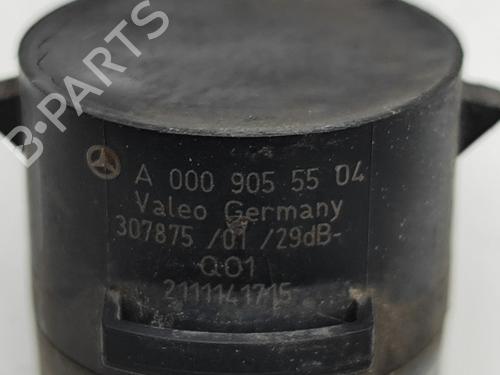 B-PARTS
A 000 905 55 04
Valeo Germany
307875 /01 /29dB-
Q01
2111141715